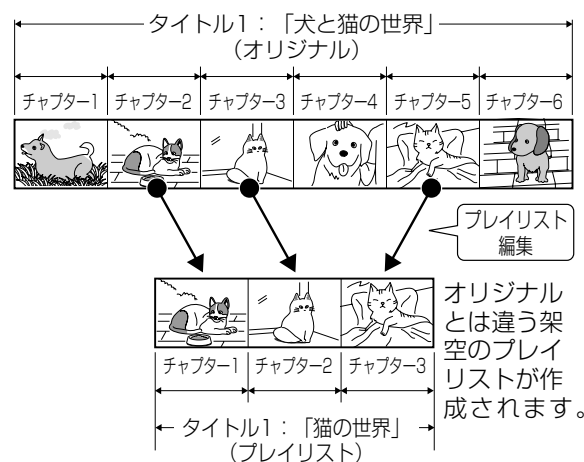 タイトル1：「犬と猫の世界」
（オリジナル）
チャプター1 チャプター2 チャプター3 チャプター4 チャプター5 チャプター6
プレイリスト
編集
オリジナル
とは違う架
空のプレイ
リストが作
成されます。
チャプター1 チャプター2 チャプター3
タイトル1：「猫の世界」
（プレイリスト）